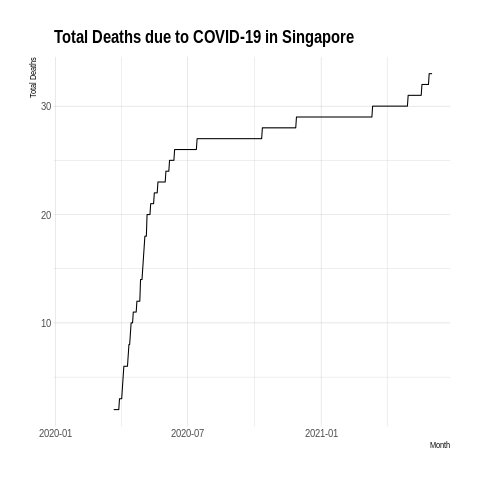 Total Deaths due to COVID-19 in Singapore
Total Deaths
30
20
10
2020-01 2020-07 2021-01
Month